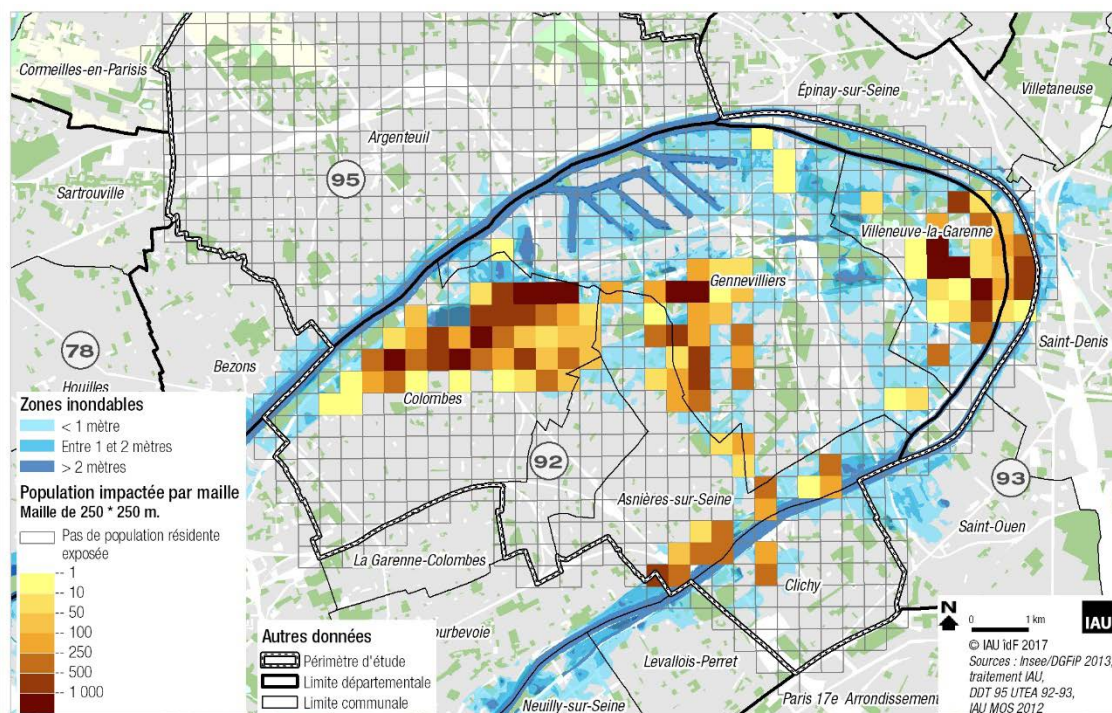 Cormeilles-en-Parisis
Épinay-sur-Seine
Villetaneuse
Argenteuil
Sartrouville
95
Villeneuve-la-Garenne
Gennevilliers
78
Houilles
Bezons
Saint-Denis
Colombes
92
93
Asnières-sur-Seine
Saint-Ouen
La Garenne-Colombes
Clichy
Levallois-Perret
Neuilly-sur-Seine
Paris 17e Arrondissement
Zones inondables
< 1 mètre
Entre 1 et 2 mètres
> 2 mètres
Population impactée par maille
Maille de 250 * 250 m.
Pas de population résidente
exposée
1
10
50
100
250
500
1 000
Autres données
Périmètre d'étude
Limite départementale
Limite communale
N
0 1 km
IAU
© IAU îdF 2017
Sources : Insee/DGFiP 2013,
traitement IAU,
DDT 95 UTEA 92-93,
IAU MOS 2012